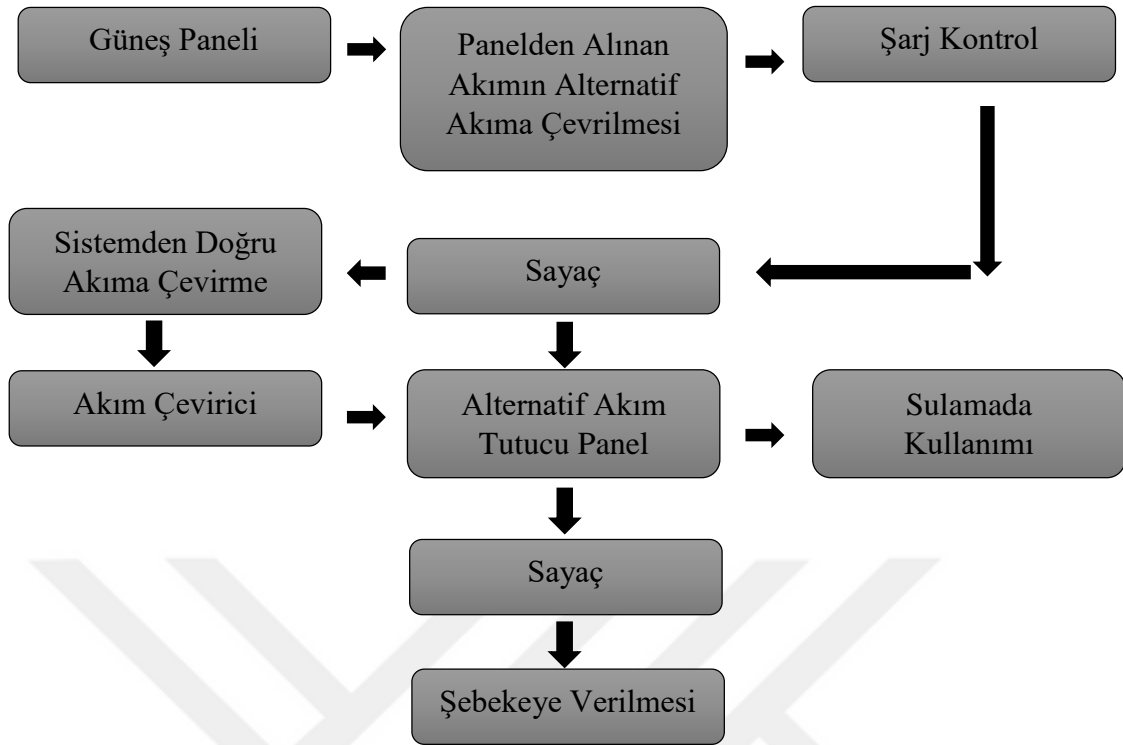 Güneş Paneli
Panelden Alınan
Akımın Alternatif
Akıma Çevrilmesi
Şarj Kontrol
Sistemden Doğru
Akıma Çevirme
Sayaç
Akım Çevirici
Alternatif Akım
Tutucu Panel
Sulamada
Kullanımı
Sayaç
Şebekeye Verilmesi